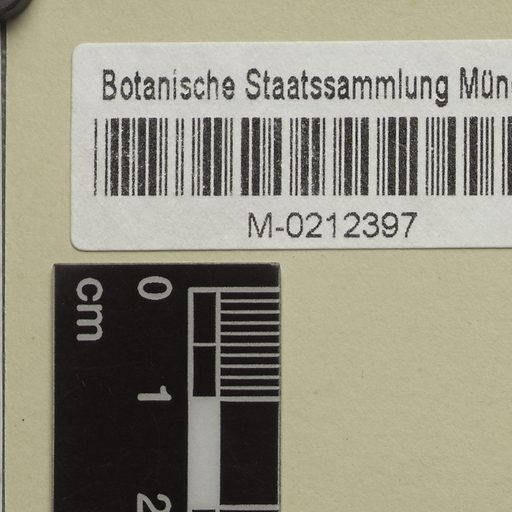 Botanische Staatssammlung Mün
M-0212397
cm
0
1
2